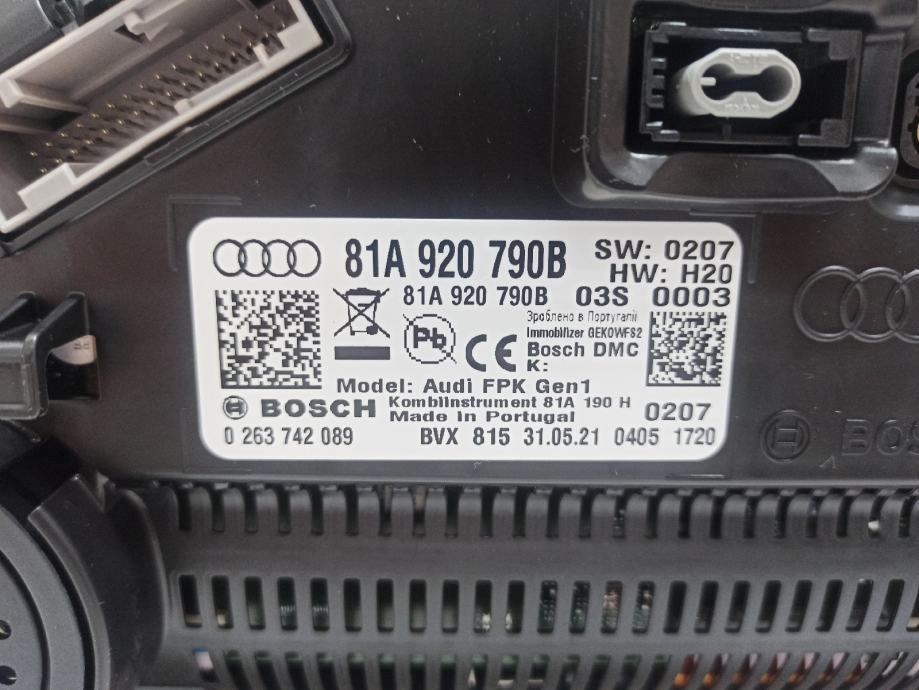 81A 920 790B SW: 0207
HW: H20
81A 920 790B 03S 0003
Зроблено в Португалії
Immobilizer GEKOWFS2
Pb
CE
Bosch DMC
K:
Model: Audi FPK Gen1
BOSCH Kombiinstrument 81A 190 H 0207
Made in Portugal
0 263 742 089 BVX 815 31.05.21 0405 1720